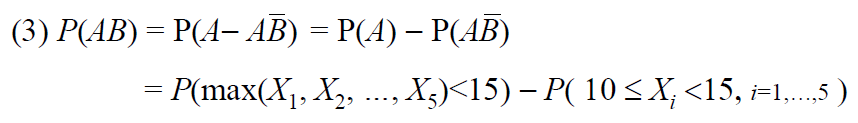 (3) P(AB) = P(A− AB̅) = P(A) − P(AB̅)
= P(max(X₁, X₂, ..., X₅)<15) − P( 10 ≤ Xᵢ <15, i=1,...,5 )